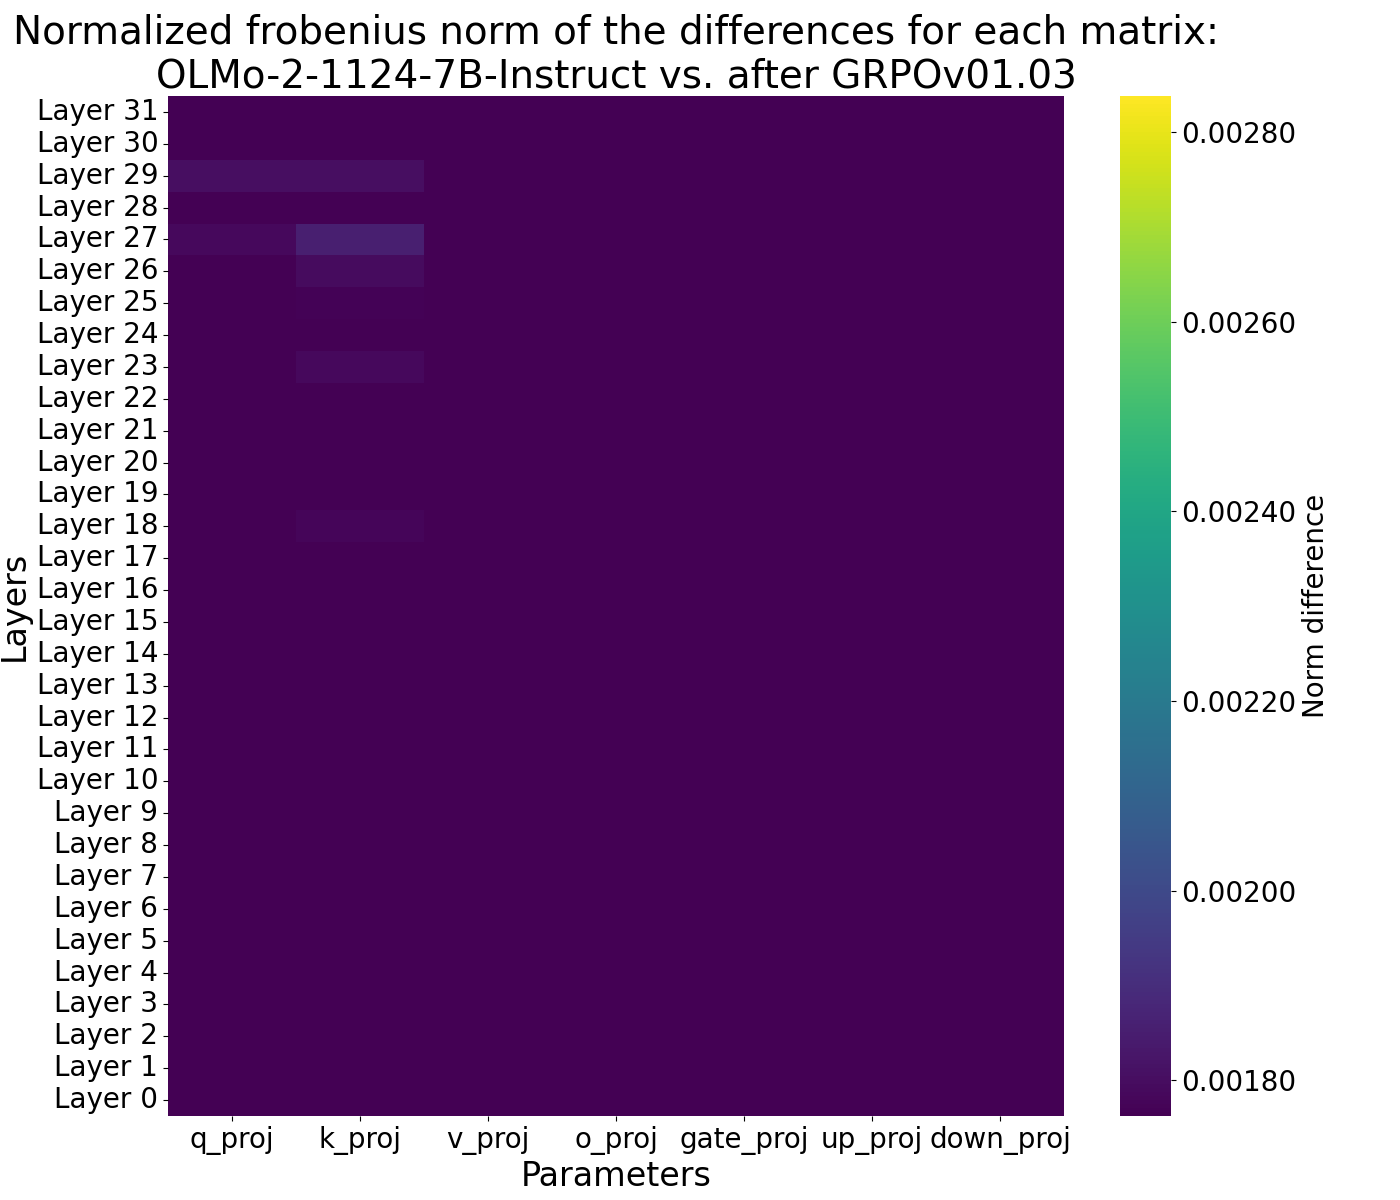 Normalized frobenius norm of the differences for each matrix:
OLMo-2-1124-7B-Instruct vs. after GRPOv01.03
Layers
Layer 31
Layer 30
Layer 29
Layer 28
Layer 27
Layer 26
Layer 25
Layer 24
Layer 23
Layer 22
Layer 21
Layer 20
Layer 19
Layer 18
Layer 17
Layer 16
Layer 15
Layer 14
Layer 13
Layer 12
Layer 11
Layer 10
Layer 9
Layer 8
Layer 7
Layer 6
Layer 5
Layer 4
Layer 3
Layer 2
Layer 1
Layer 0
q_proj k_proj v_proj o_proj gate_proj up_proj down_proj
Parameters
0.00280
0.00260
0.00240
0.00220
0.00200
0.00180
Norm difference